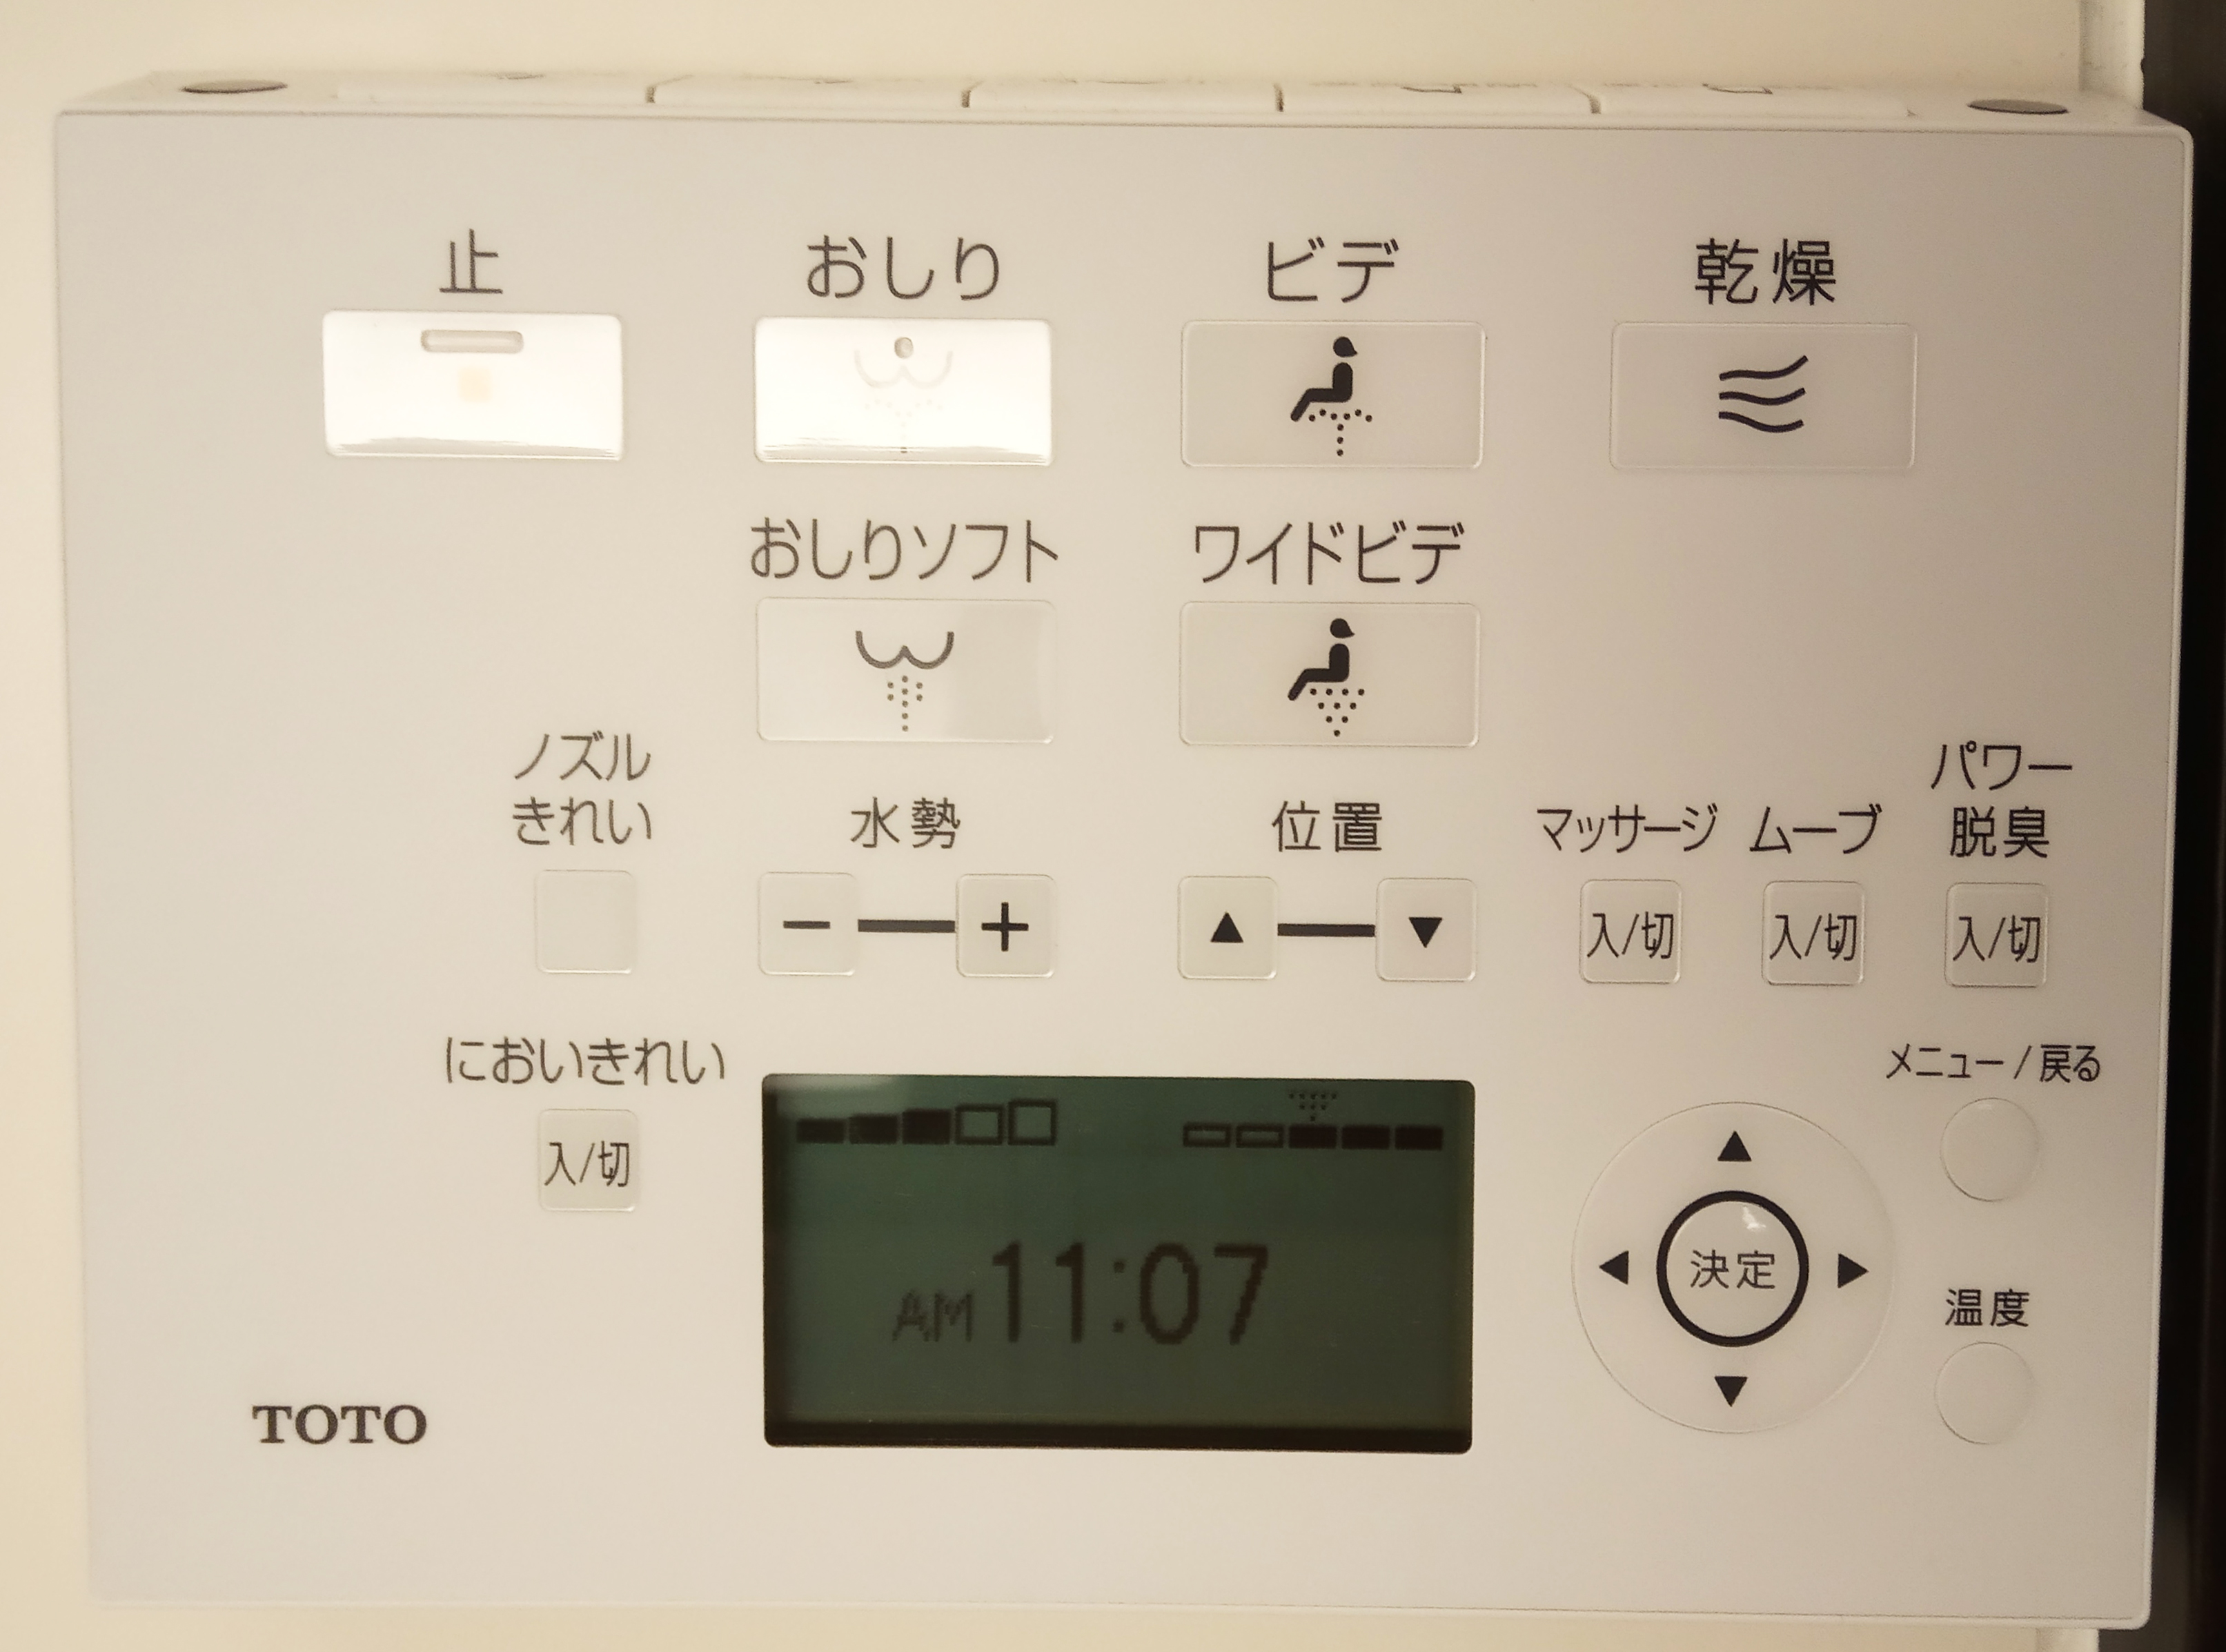 止
おしり
ビデ
乾燥
おしりソフト
ワイドビデ
ノズル
きれい
水勢
位置
マッサージ
ムーブ
パワー
脱臭
入/切
入/切
入/切
においきれい
入/切
メニュー/戻る
決定
温度
AM 11:07
TOTO